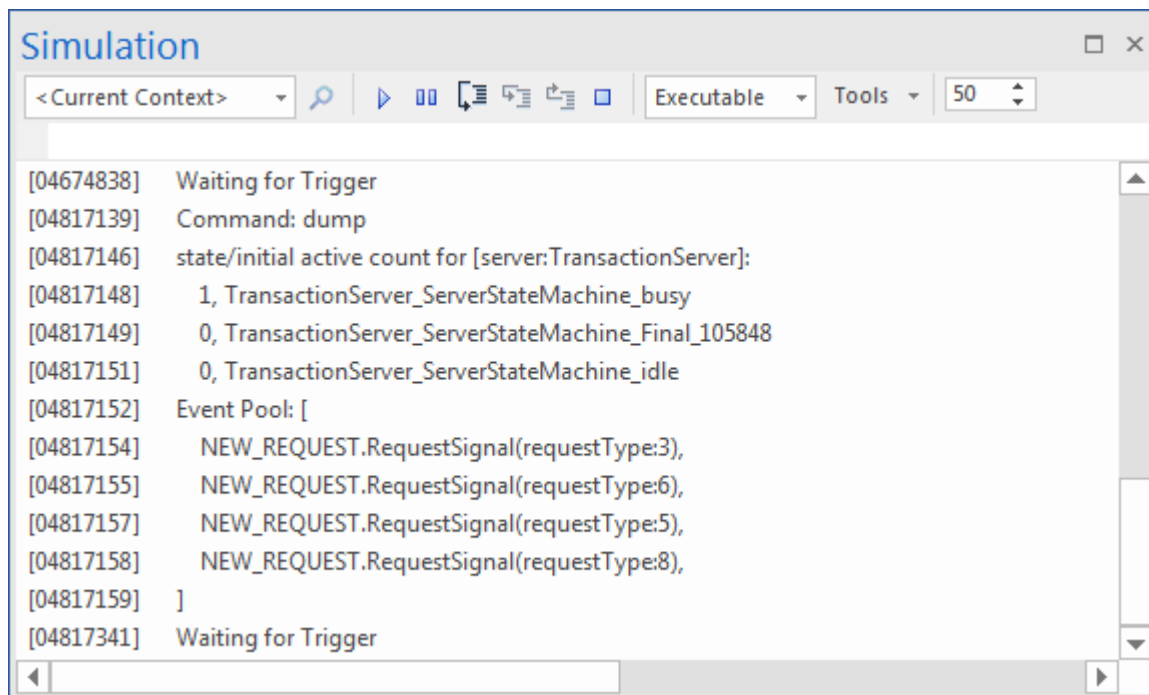 Simulation
<Current Context> Executable Tools 50
[04674838] Waiting for Trigger
[04817139] Command: dump
[04817146] state/initial active count for [server:TransactionServer]:
[04817148] 1, TransactionServer_ServerStateMachine_busy
[04817149] 0, TransactionServer_ServerStateMachine_Final_105848
[04817151] 0, TransactionServer_ServerStateMachine_idle
[04817152] Event Pool: [
[04817154] NEW_REQUEST.RequestSignal(requestType:3),
[04817155] NEW_REQUEST.RequestSignal(requestType:6),
[04817157] NEW_REQUEST.RequestSignal(requestType:5),
[04817158] NEW_REQUEST.RequestSignal(requestType:8),
[04817159] ]
[04817341] Waiting for Trigger